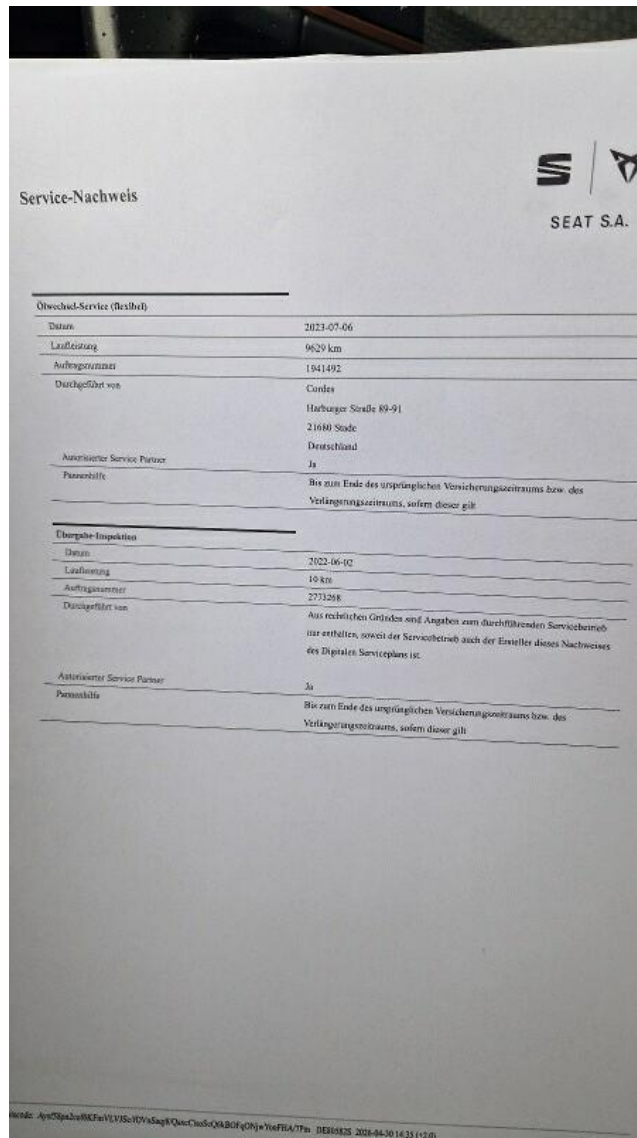 Service-Nachweis
SEAT S.A.
Ölwechsel-Service (flexibel)
Datum 2023-07-06
Laufleistung 9629 km
Auftragsnummer 1941492
Durchgeführt von Cordes
Harburger Straße 89-91
21680 Stade
Deutschland
Autorisierter Service Partner Ja
Pannenhilfe Bis zum Ende des ursprünglichen Versicherungszeitraums bzw. des
Verlängerungszeitraums, sofern dieser gilt
Übergabe-Inspektion
Datum 2022-06-02
Laufleistung 10 km
Auftragsnummer 2773268
Durchgeführt von Aus rechtlichen Gründen sind Angaben zum durchführenden Servicebetrieb
nur enthalten, soweit der Servicebetrieb auch der Ersteller dieses Nachweises
des Digitalen Serviceplans ist.
Autorisierter Service Partner Ja
Pannenhilfe Bis zum Ende des ursprünglichen Versicherungszeitraums bzw. des
Verlängerungszeitraums, sofern dieser gilt